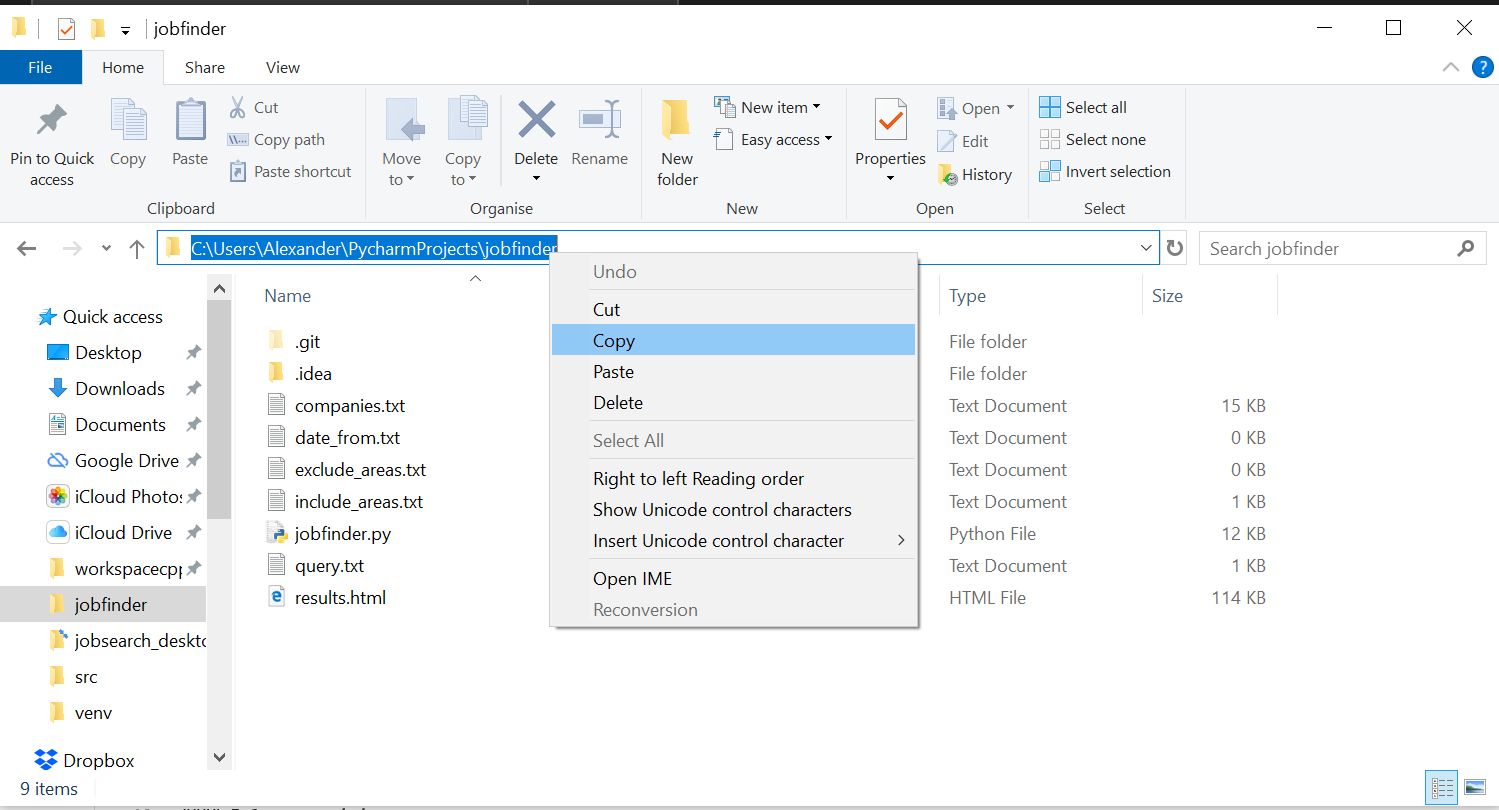 jobfinder
File Home Share View
Pin to Quick access
Copy
Paste
Cut
Copy path
Paste shortcut
Clipboard
Move to
Copy to
Delete
Rename
Organise
New folder
New item
Easy access
New
Properties
Open
Edit
History
Open
Select all
Select none
Invert selection
Select
C:\Users\Alexander\PycharmProjects\jobfinder
Search jobfinder
Quick access
Desktop
Downloads
Documents
Google Drive
iCloud Photos
iCloud Drive
workspacecpp
jobfinder
jobsearch_deskto
src
venv
Dropbox
Name Type Size
.git File folder
.idea File folder
companies.txt Text Document 15 KB
date_from.txt Text Document 0 KB
exclude_areas.txt Text Document 0 KB
include_areas.txt Text Document 1 KB
jobfinder.py Python File 12 KB
query.txt Text Document 1 KB
results.html HTML File 114 KB
Undo
Cut
Copy
Paste
Delete
Select All
Right to left Reading order
Show Unicode control characters
Insert Unicode control character
Open IME
Reconversion
9 items